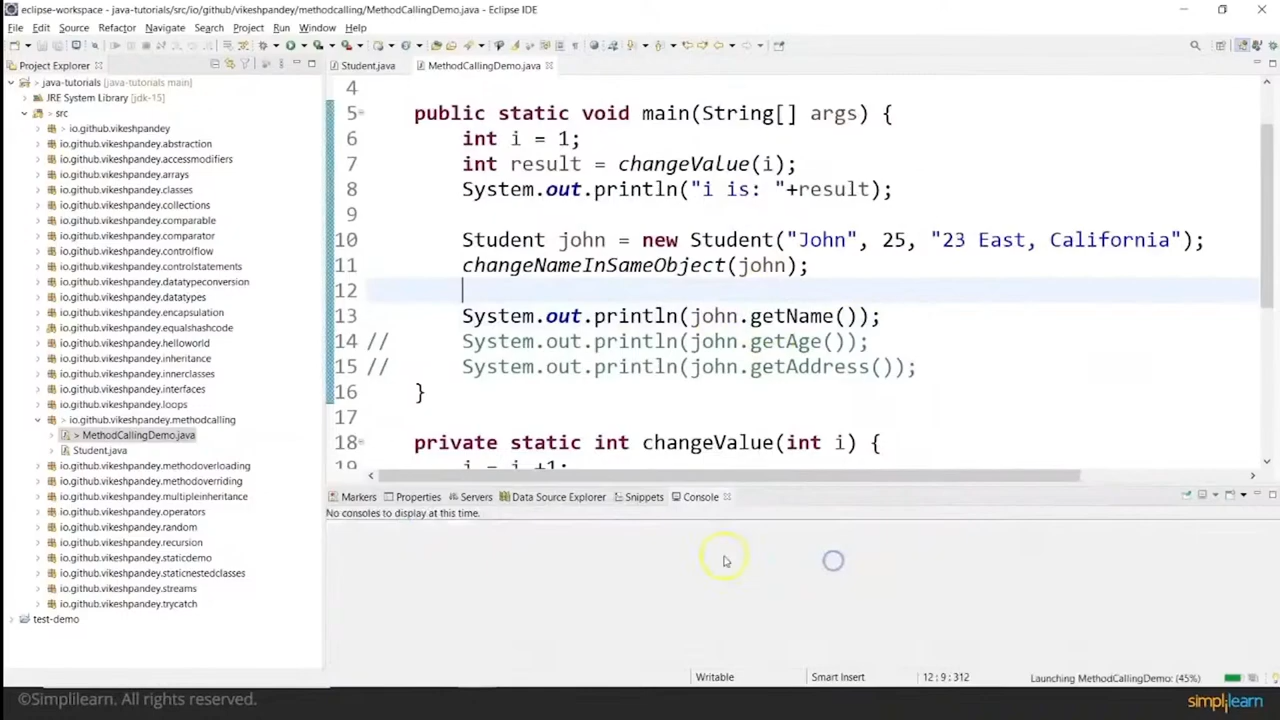 eclipse-workspace - java-tutorials/src/io/github/vikeshpandey/methodcalling/MethodCallingDemo.java - Eclipse IDE
File Edit Source Refactor Navigate Search Project Run Window Help
Project Explorer
Student.java MethodCallingDemo.java
> java-tutorials [java-tutorials main]
JRE System Library [jdk-15]
> src
> io.github.vikeshpandey
io.github.vikeshpandey.abstraction
io.github.vikeshpandey.accessmodifiers
io.github.vikeshpandey.arrays
io.github.vikeshpandey.classes
io.github.vikeshpandey.collections
io.github.vikeshpandey.comparable
io.github.vikeshpandey.comparator
io.github.vikeshpandey.controlflow
io.github.vikeshpandey.controlstatements
io.github.vikeshpandey.datatypeconversion
io.github.vikeshpandey.datatypes
io.github.vikeshpandey.encapsulation
io.github.vikeshpandey.equalshashcode
io.github.vikeshpandey.helloworld
io.github.vikeshpandey.inheritance
io.github.vikeshpandey.innerclasses
io.github.vikeshpandey.interfaces
io.github.vikeshpandey.loops
> io.github.vikeshpandey.methodcalling
> MethodCallingDemo.java
Student.java
io.github.vikeshpandey.methodoverloading
io.github.vikeshpandey.methodoverriding
io.github.vikeshpandey.multipleinheritance
io.github.vikeshpandey.operators
io.github.vikeshpandey.random
io.github.vikeshpandey.recursion
io.github.vikeshpandey.staticdemo
io.github.vikeshpandey.staticnestedclasses
io.github.vikeshpandey.streams
io.github.vikeshpandey.trycatch
test-demo
4
5 public static void main(String[] args) {
6 int i = 1;
7 int result = changeValue(i);
8 System.out.println("i is: "+result);
9
10 Student john = new Student("John", 25, "23 East, California");
11 changeNameInSameObject(john);
12
13 System.out.println(john.getName());
14 // System.out.println(john.getAge());
15 // System.out.println(john.getAddress());
16 }
17
18 private static int changeValue(int i) {
19 i = i +1;
Markers Properties Servers Data Source Explorer Snippets Console
No consoles to display at this time.
Writable Smart Insert 12 : 9 : 312 Launching MethodCallingDemo: (45%)
©Simplilearn. All rights reserved.
simplilearn